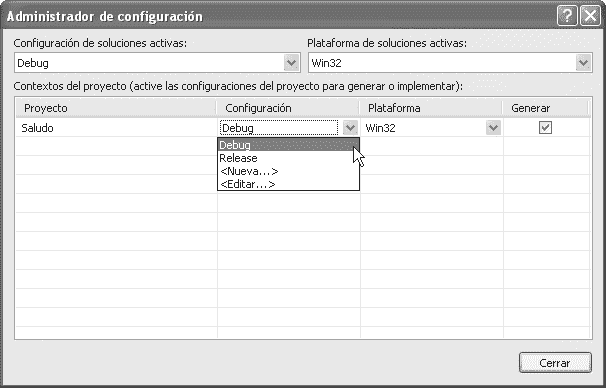 Administrador de configuración
Configuración de soluciones activas: Plataforma de soluciones activas:
Debug Win32
Contextos del proyecto (active las configuraciones del proyecto para generar o implementar):
Proyecto Configuración Plataforma Generar
Saludo Debug Win32
Debug
Release
<Nueva...>
<Editar...>
Cerrar